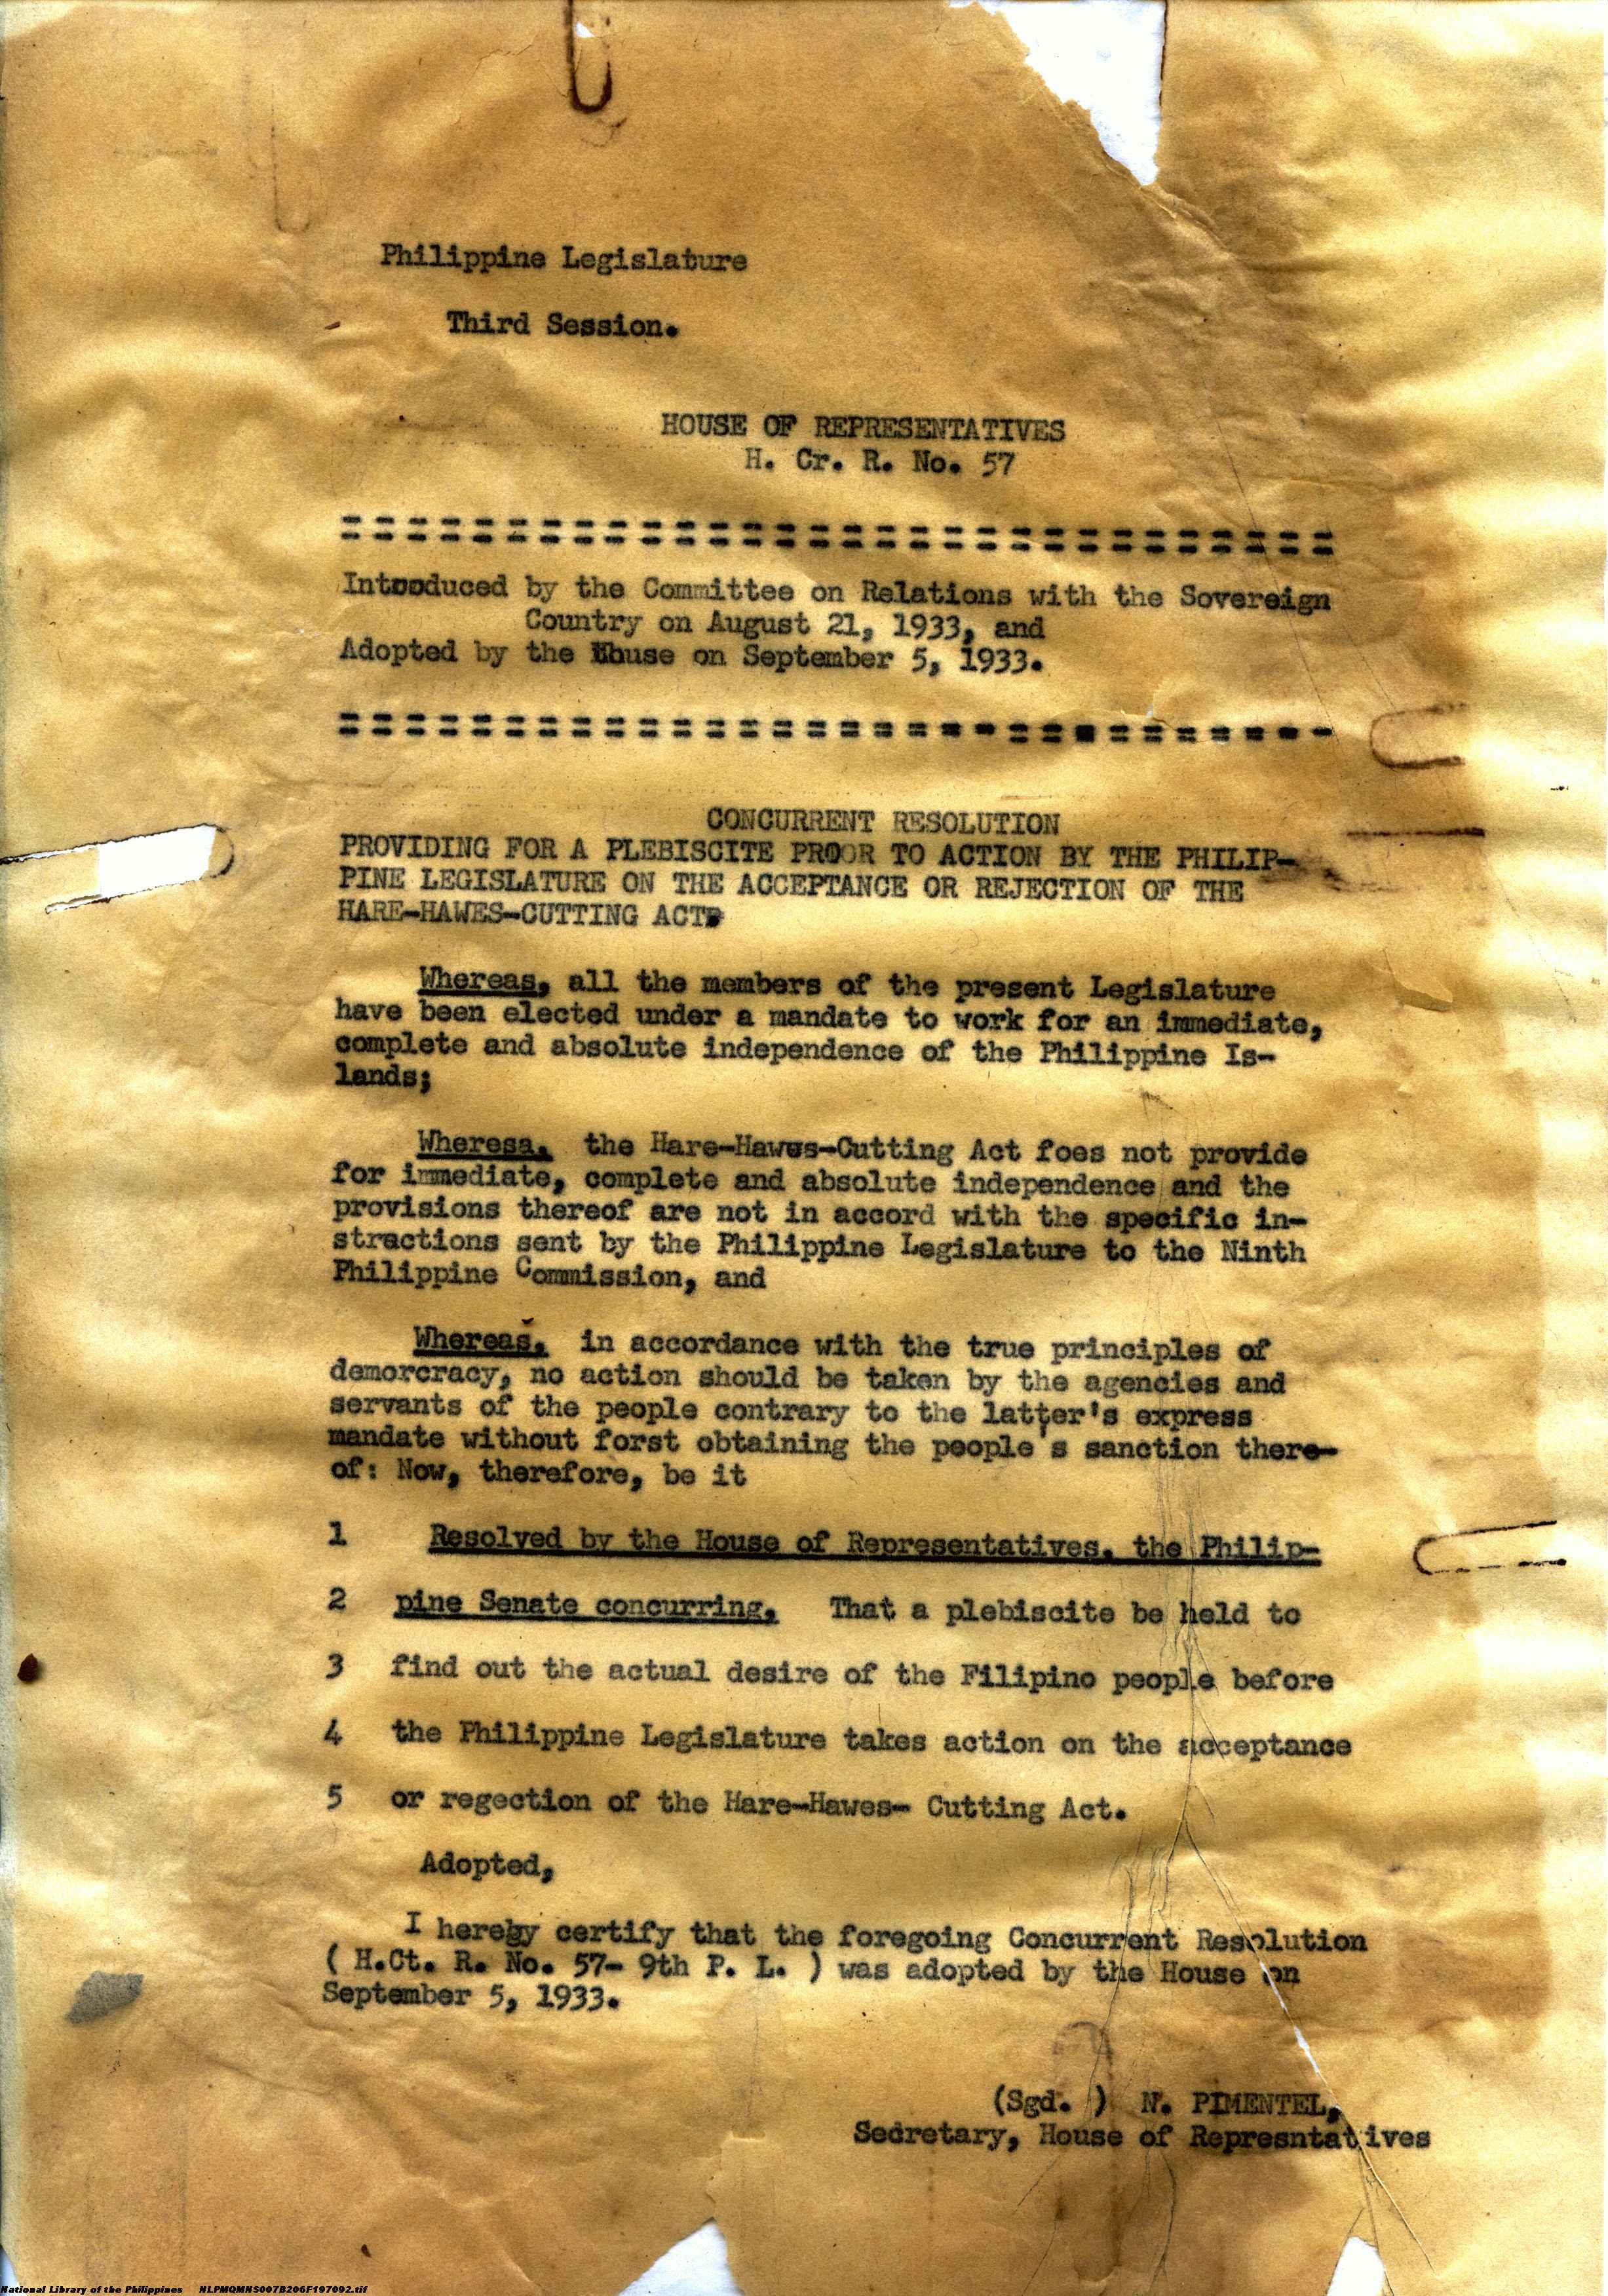 Philippine Legislature
Third Session.
HOUSE OF REPRESENTATIVES
H. Cr. R. No. 57
==============================
Intooduced by the Committee on Relations with the Sovereign
Country on August 21, 1933, and
Adopted by the House on September 5, 1933.
==============================
CONCURRENT RESOLUTION
PROVIDING FOR A PLEBISCITE PROOR TO ACTION BY THE PHILIP-
PINE LEGISLATURE ON THE ACCEPTANCE OR REJECTION OF THE
HARE-HAWES-CUTTING ACT.
Whereas, all the members of the present Legislature
have been elected under a mandate to work for an immediate,
complete and absolute independence of the Philippine Is-
lands;
Wheresa, the Hare-Hawes-Cutting Act foes not provide
for immediate, complete and absolute independence and the
provisions thereof are not in accord with the specific in-
stractions sent by the Philippine Legislature to the Ninth
Philippine Commission, and
Whereas, in accordance with the true principles of
demorcracy, no action should be taken by the agencies and
servants of the people contrary to the latter's express
mandate without forst obtaining the people's sanction there-
of: Now, therefore, be it
1 Resolved by the House of Representatives, the Philip-
2 pine Senate concurring, That a plebiscite be held to
3 find out the actual desire of the Filipino people before
4 the Philippine Legislature takes action on the acceptance
5 or regection of the Hare-Hawes- Cutting Act.
Adopted,
I hereby certify that the foregoing Concurrent Resolution
( H.Ct. R. No. 57- 9th P. L. ) was adopted by the House on
September 5, 1933.
(Sgd. ) N. PIMENTEL,
Secretary, House of Represntatives
National Library of the Philippines NLPMQMNS007B206F197092.tif